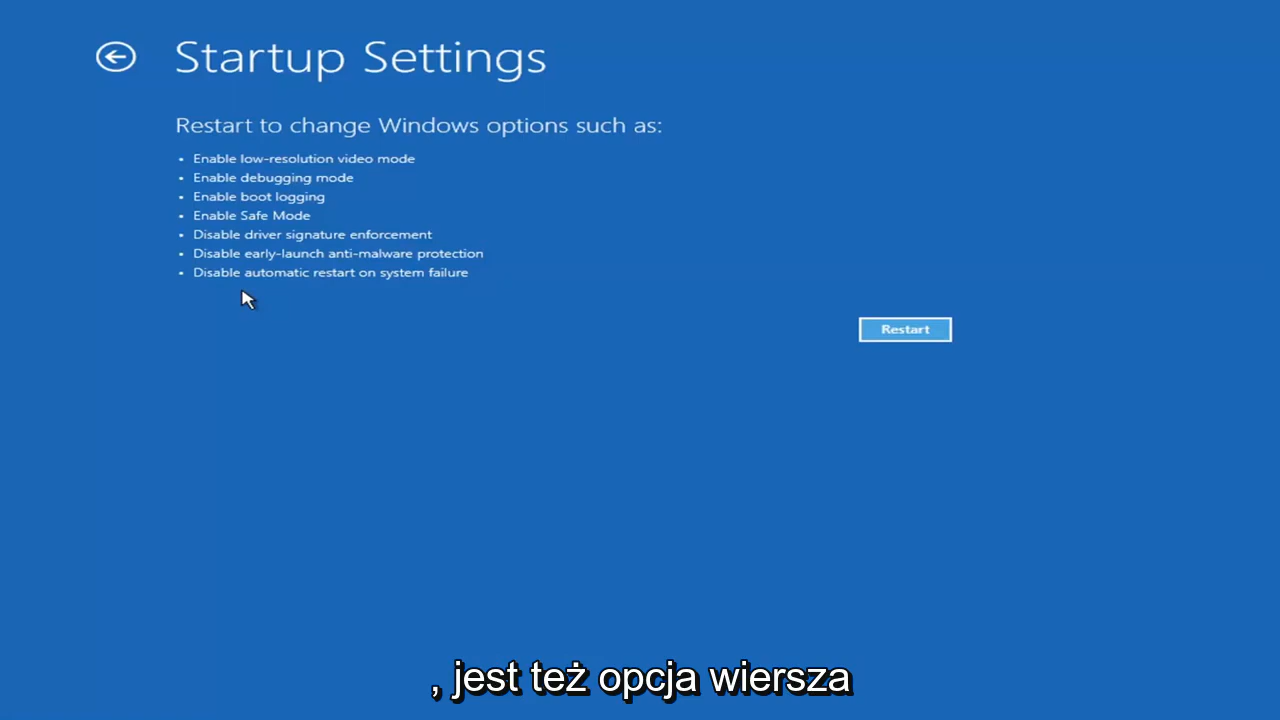 Startup Settings
Restart to change Windows options such as:
• Enable low-resolution video mode
• Enable debugging mode
• Enable boot logging
• Enable Safe Mode
• Disable driver signature enforcement
• Disable early-launch anti-malware protection
• Disable automatic restart on system failure
Restart
, jest też opcja wiersza